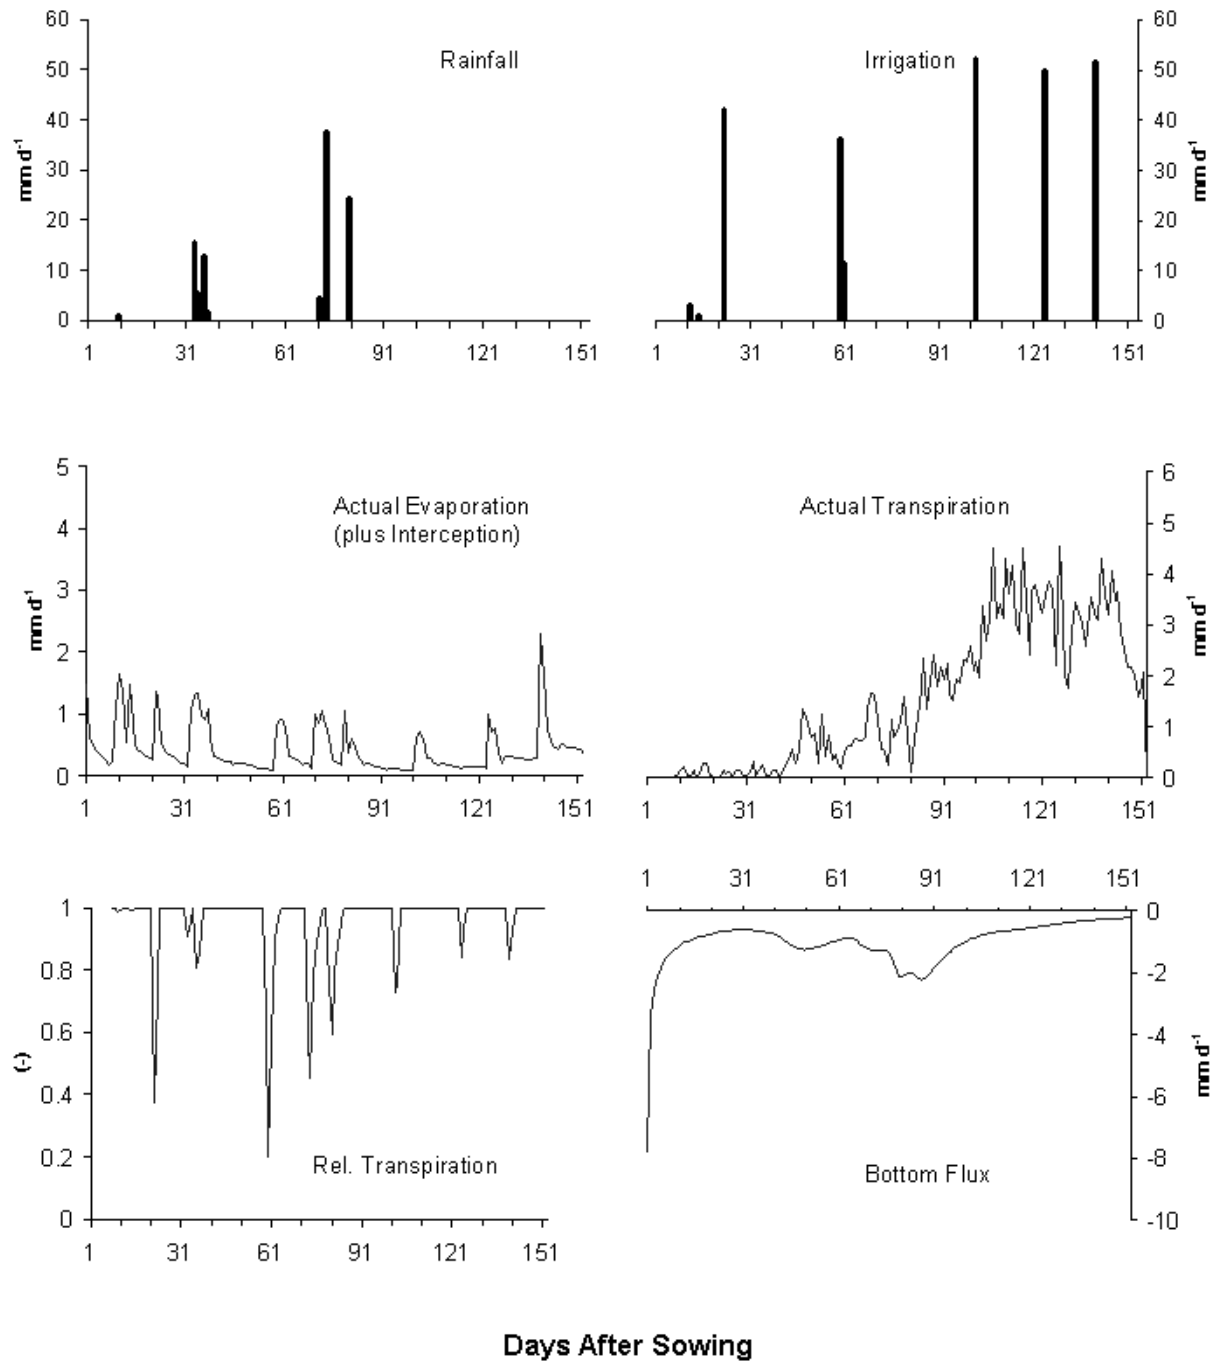 60
50
40
30
20
10
0
mm d-1
Rainfall
1 31 61 91 121 151
Irrigation
60
50
40
30
20
10
0
mm d-1
1 31 61 91 121 151
5
4
3
2
1
0
mm d-1
Actual Evaporation
(plus Interception)
1 31 61 91 121 151
Actual Transpiration
6
5
4
3
2
1
0
mm d-1
1 31 61 91 121 151
1
0.8
0.6
0.4
0.2
0
(-)
Rel. Transpiration
1 31 61 91 121 151
1 31 61 91 121 151
0
-2
-4
-6
-8
-10
mm d-1
Bottom Flux
Days After Sowing